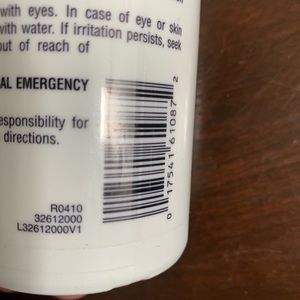 with eyes. In case of eye or skin
with water. If irritation persists, seek
out of reach of
AL EMERGENCY
esponsibility for
directions.
0 17541 61087 2
R0410
32612000
L32612000V1